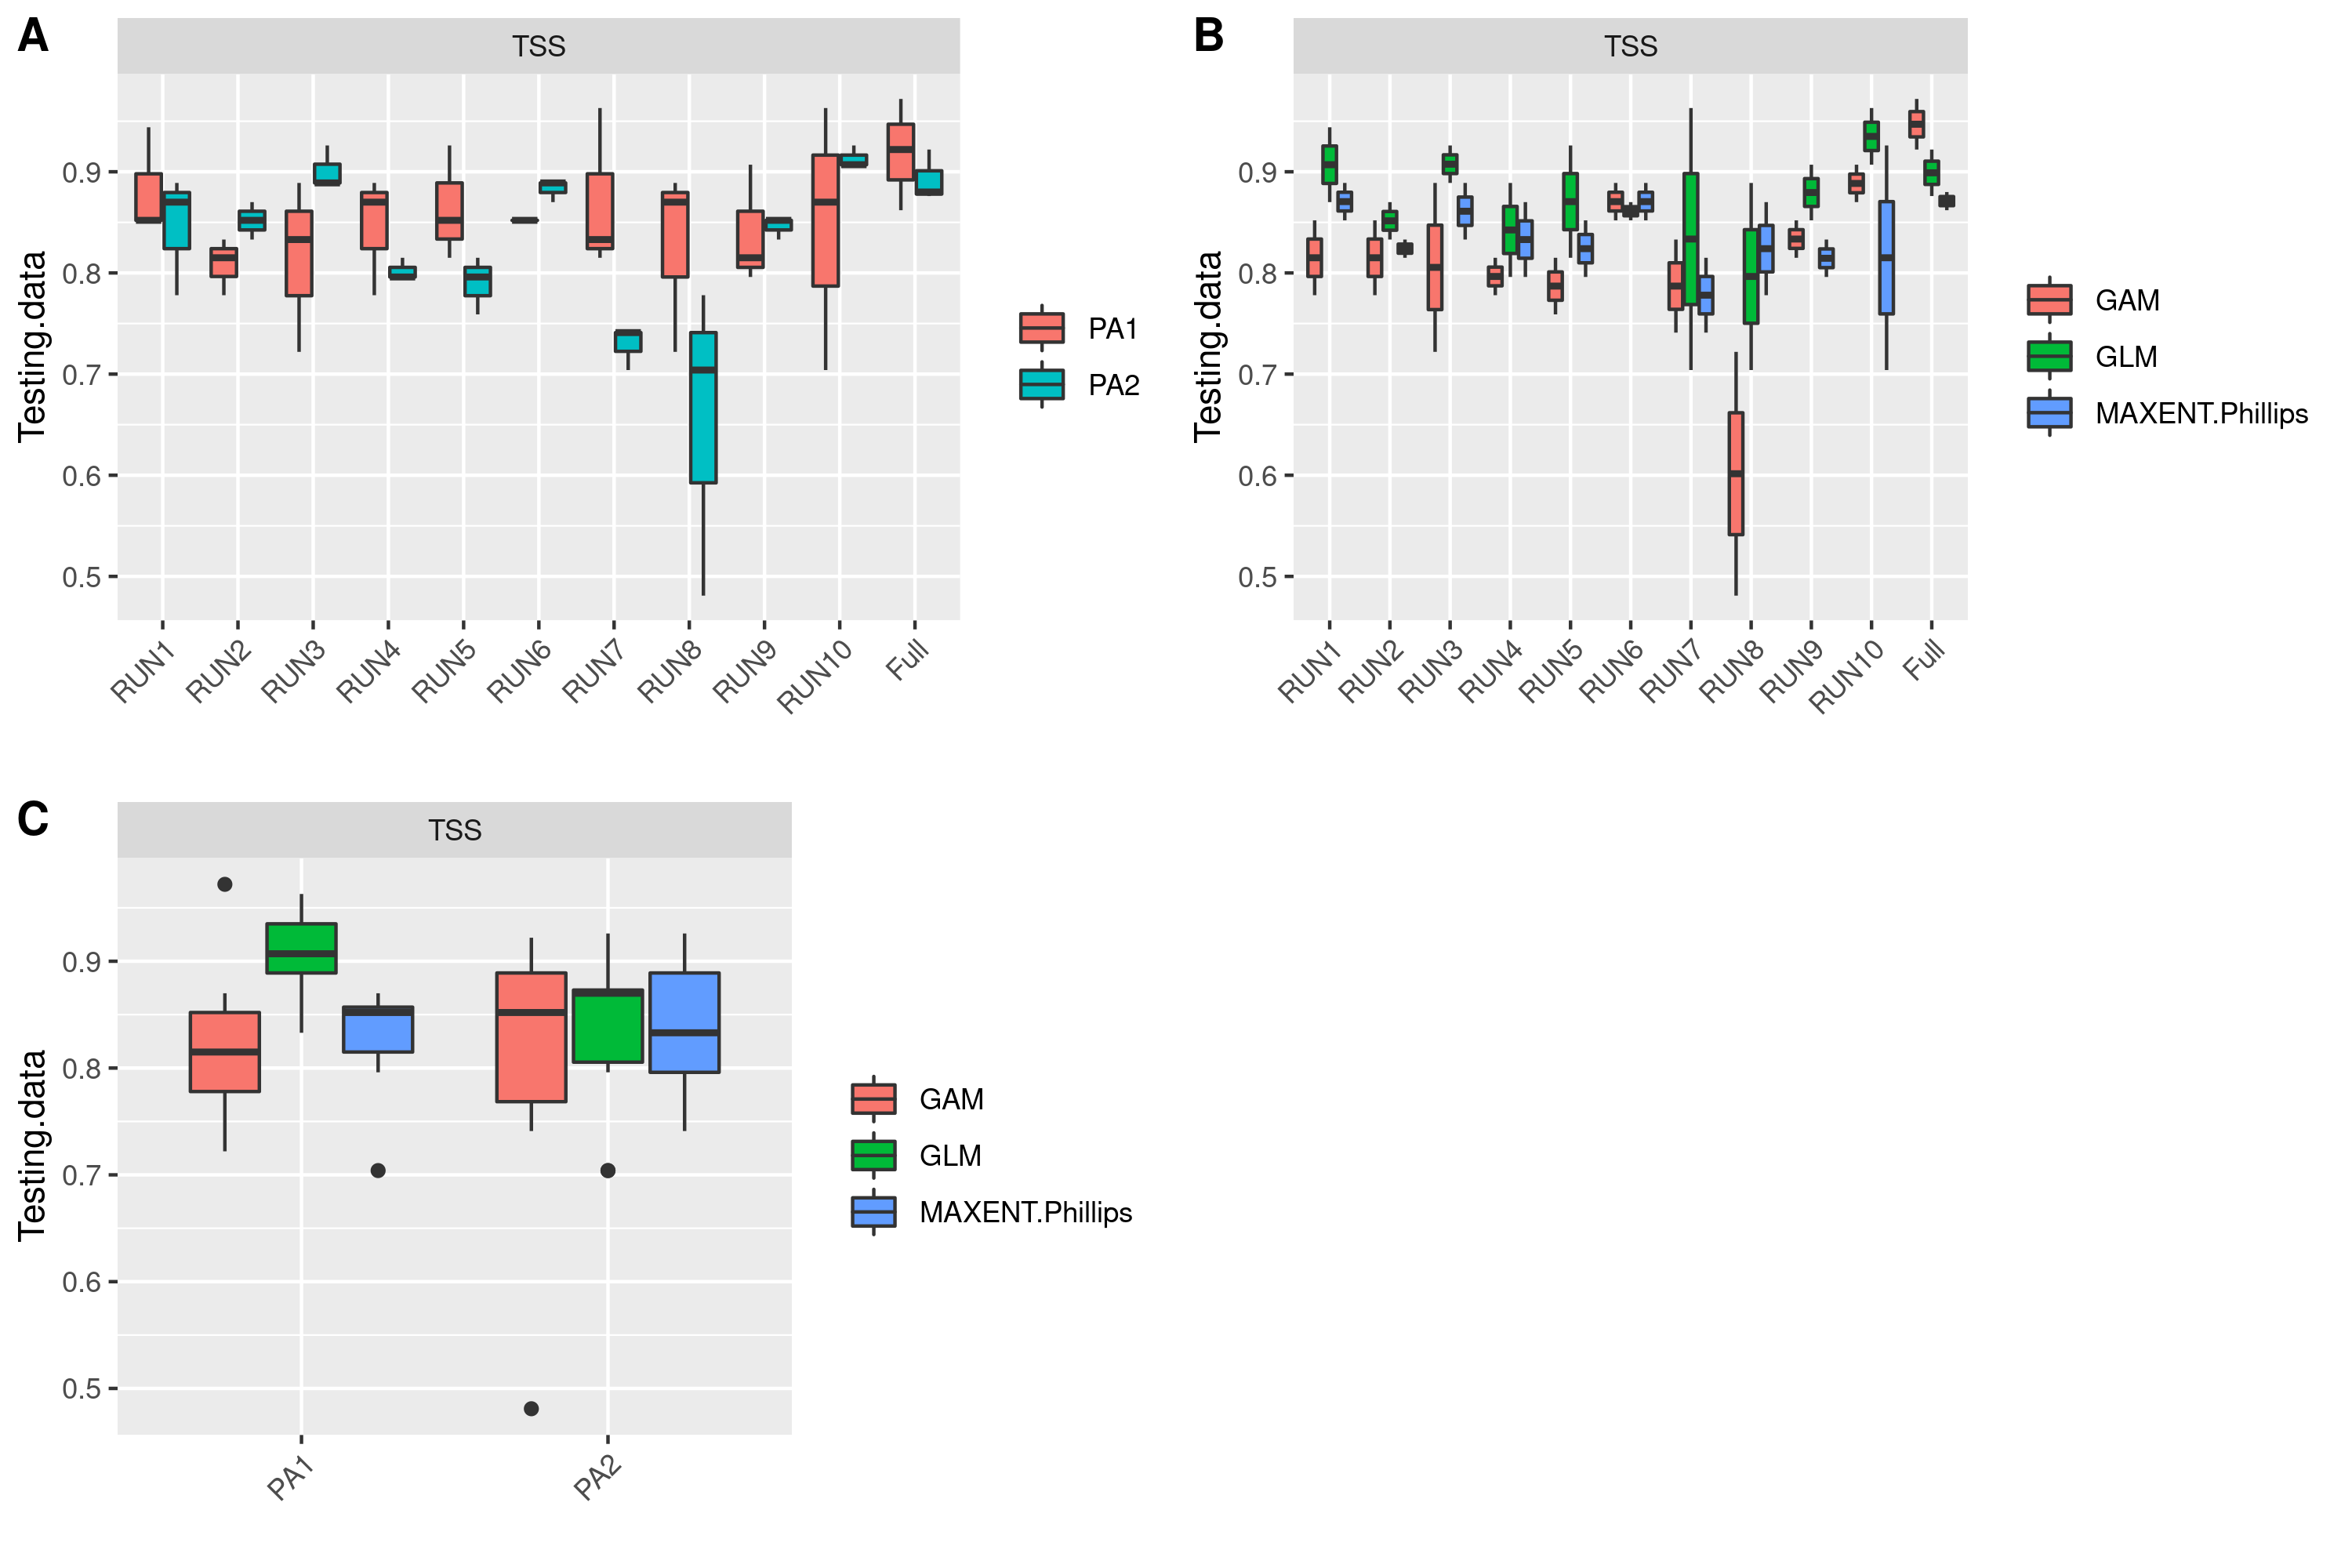 A
TSS
Testing.data
0.9
0.8
0.7
0.6
0.5
RUN1
RUN2
RUN3
RUN4
RUN5
RUN6
RUN7
RUN8
RUN9
RUN10
Full
PA1
PA2
B
TSS
Testing.data
0.9
0.8
0.7
0.6
0.5
RUN1
RUN2
RUN3
RUN4
RUN5
RUN6
RUN7
RUN8
RUN9
RUN10
Full
GAM
GLM
MAXENT.Phillips
C
TSS
Testing.data
0.9
0.8
0.7
0.6
0.5
PA1
PA2
GAM
GLM
MAXENT.Phillips